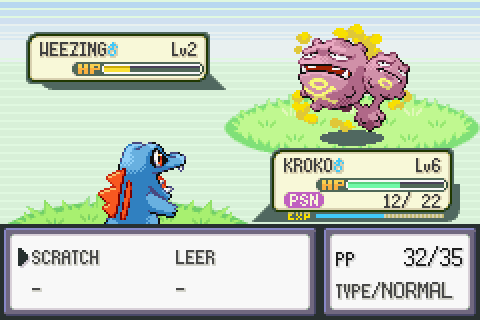 WEEZING♂ Lv2
HP
KROKO♂ Lv6
HP
PSN 12/ 22
EXP
▶SCRATCH LEER
- -
PP 32/35
TYPE/NORMAL